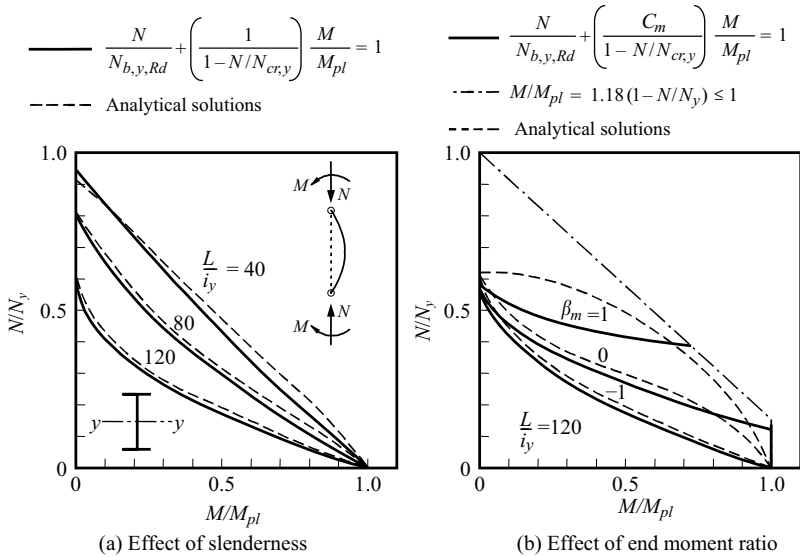 N/N_{b,y,Rd} + (1/(1−N/N_{cr,y})) M/M_{pl} = 1
Analytical solutions
1.0
0.5
0
N/N_y
L/i_y = 40
80
120
M
N
N
M
y
y
0
0.5
1.0
M/M_{pl}
(a) Effect of slenderness
N/N_{b,y,Rd} + (C_m/(1−N/N_{cr,y})) M/M_{pl} = 1
M/M_{pl} = 1.18(1−N/N_y) ≤ 1
Analytical solutions
1.0
0.5
0
N/N_y
β_m=1
0
−1
L/i_y=120
0
0.5
1.0
M/M_{pl}
(b) Effect of end moment ratio